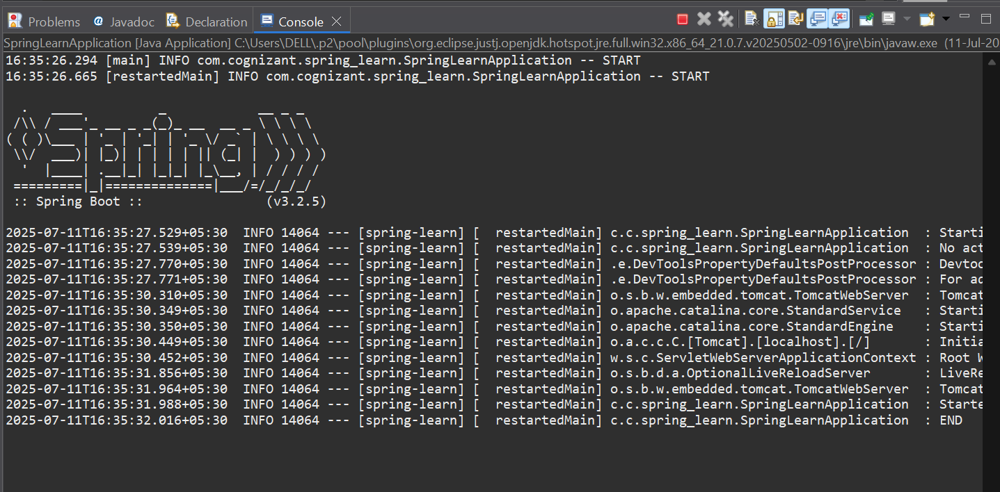 Problems Javadoc Declaration Console
SpringLearnApplication [Java Application] C:\Users\DELL\.p2\pool\plugins\org.eclipse.justj.openjdk.hotspot.jre.full.win32.x86_64_21.0.7.v20250502-0916\jre\bin\javaw.exe (11-Jul-20
16:35:26.294 [main] INFO com.cognizant.spring_learn.SpringLearnApplication -- START
16:35:26.665 [restartedMain] INFO com.cognizant.spring_learn.SpringLearnApplication -- START
  .   ____          _            __ _ _
 /\\ / ___'_ __ _ _(_)_ __  __ _ \ \ \ \
( ( )\___ | '_ | '_| | '_ \/ _` | \ \ \ \
 \\/  ___)| |_)| | | | | || (_| |  ) ) ) )
  '  |____| .__|_| |_|_| |_\__, | / / / /
 =========|_|==============|___/=/_/_/_/
 :: Spring Boot ::                (v3.2.5)
2025-07-11T16:35:27.529+05:30  INFO 14064 --- [spring-learn] [  restartedMain] c.c.spring_learn.SpringLearnApplication  : Starti
2025-07-11T16:35:27.539+05:30  INFO 14064 --- [spring-learn] [  restartedMain] c.c.spring_learn.SpringLearnApplication  : No act
2025-07-11T16:35:27.770+05:30  INFO 14064 --- [spring-learn] [  restartedMain] .e.DevToolsPropertyDefaultsPostProcessor : Devtoo
2025-07-11T16:35:27.771+05:30  INFO 14064 --- [spring-learn] [  restartedMain] .e.DevToolsPropertyDefaultsPostProcessor : For ad
2025-07-11T16:35:30.310+05:30  INFO 14064 --- [spring-learn] [  restartedMain] o.s.b.w.embedded.tomcat.TomcatWebServer  : Tomcat
2025-07-11T16:35:30.349+05:30  INFO 14064 --- [spring-learn] [  restartedMain] o.apache.catalina.core.StandardService   : Starti
2025-07-11T16:35:30.350+05:30  INFO 14064 --- [spring-learn] [  restartedMain] o.apache.catalina.core.StandardEngine    : Starti
2025-07-11T16:35:30.449+05:30  INFO 14064 --- [spring-learn] [  restartedMain] o.a.c.c.C.[Tomcat].[localhost].[/]       : Initia
2025-07-11T16:35:30.452+05:30  INFO 14064 --- [spring-learn] [  restartedMain] w.s.c.ServletWebServerApplicationContext : Root W
2025-07-11T16:35:31.856+05:30  INFO 14064 --- [spring-learn] [  restartedMain] o.s.b.d.a.OptionalLiveReloadServer       : LiveRe
2025-07-11T16:35:31.964+05:30  INFO 14064 --- [spring-learn] [  restartedMain] o.s.b.w.embedded.tomcat.TomcatWebServer  : Tomcat
2025-07-11T16:35:31.988+05:30  INFO 14064 --- [spring-learn] [  restartedMain] c.c.spring_learn.SpringLearnApplication  : Starte
2025-07-11T16:35:32.016+05:30  INFO 14064 --- [spring-learn] [  restartedMain] c.c.spring_learn.SpringLearnApplication  : END